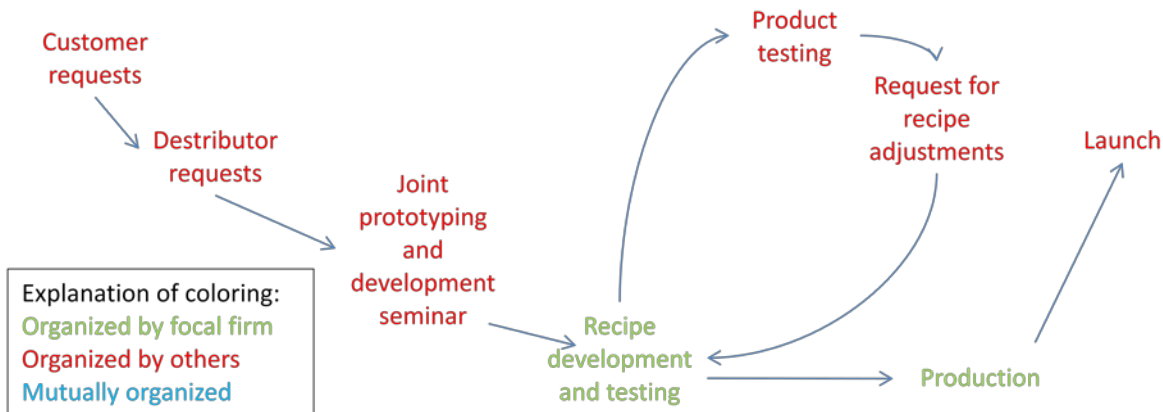 Customer
requests
Destributor
requests
Joint
prototyping
and
development
seminar
Recipe
development
and testing
Product
testing
Request for
recipe
adjustments
Production
Launch
Explanation of coloring:
Organized by focal firm
Organized by others
Mutually organized